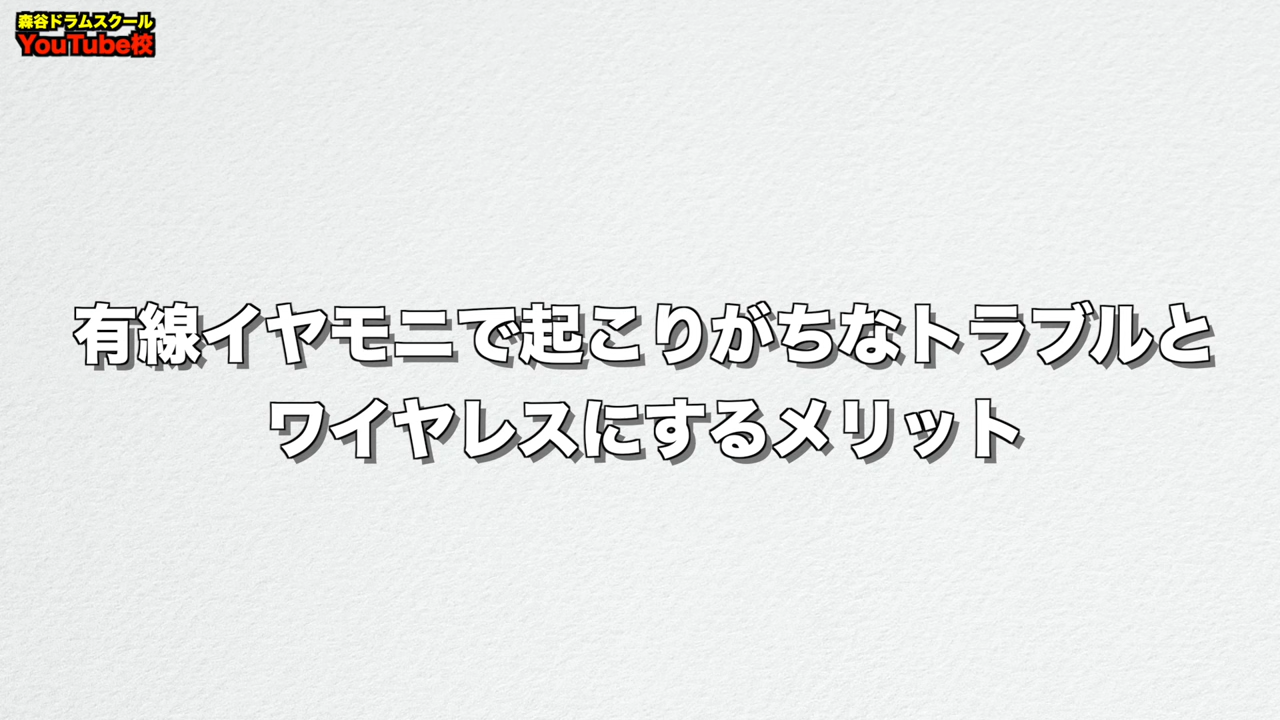 森谷ドラムスクール
YouTube校
有線イヤモニで起こりがちなトラブルと
ワイヤレスにするメリット